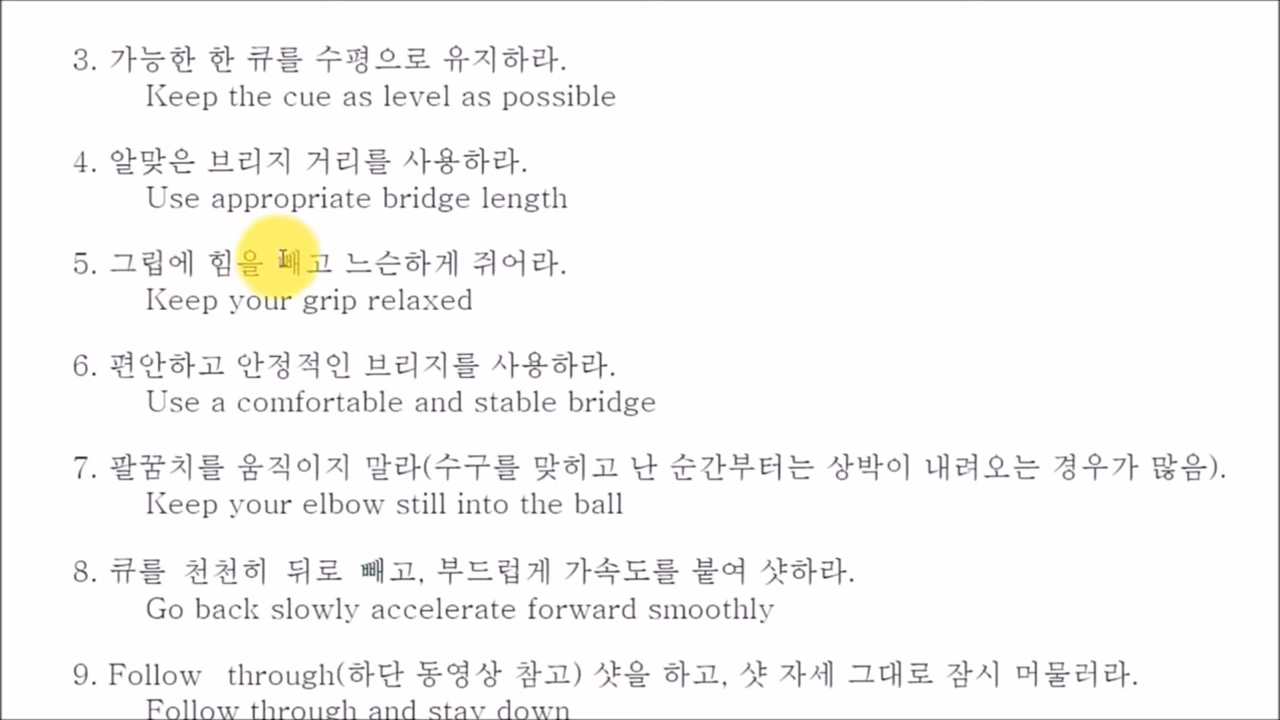 3. 가능한 한 큐를 수평으로 유지하라.
Keep the cue as level as possible
4. 알맞은 브리지 거리를 사용하라.
Use appropriate bridge length
5. 그립에 힘을 빼고 느슨하게 쥐어라.
Keep your grip relaxed
6. 편안하고 안정적인 브리지를 사용하라.
Use a comfortable and stable bridge
7. 팔꿈치를 움직이지 말라(수구를 맞히고 난 순간부터는 상박이 내려오는 경우가 많음).
Keep your elbow still into the ball
8. 큐를 천천히 뒤로 빼고, 부드럽게 가속도를 붙여 샷하라.
Go back slowly accelerate forward smoothly
9. Follow through(하단 동영상 참고) 샷을 하고, 샷 자세 그대로 잠시 머물러라.
Follow through and stay down